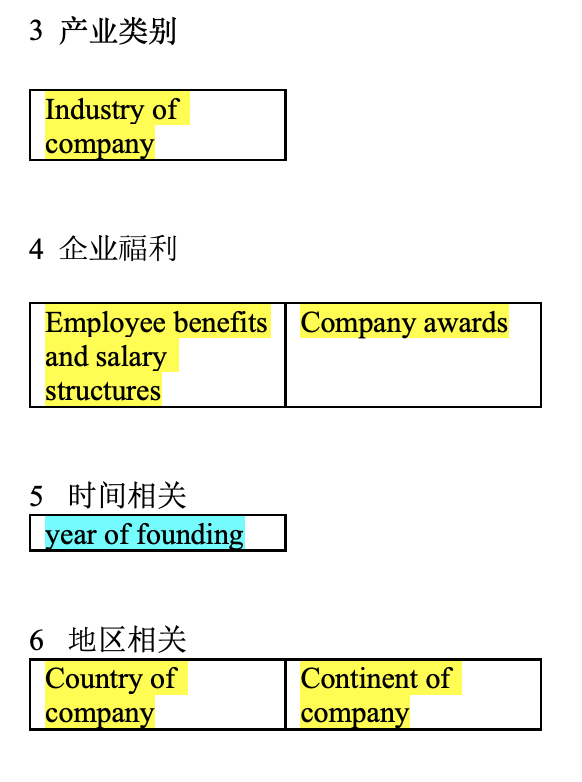 3 产业类别
Industry of
company
4 企业福利
Employee benefits
and salary
structures
Company awards
5 时间相关
year of founding
6 地区相关
Country of
company
Continent of
company